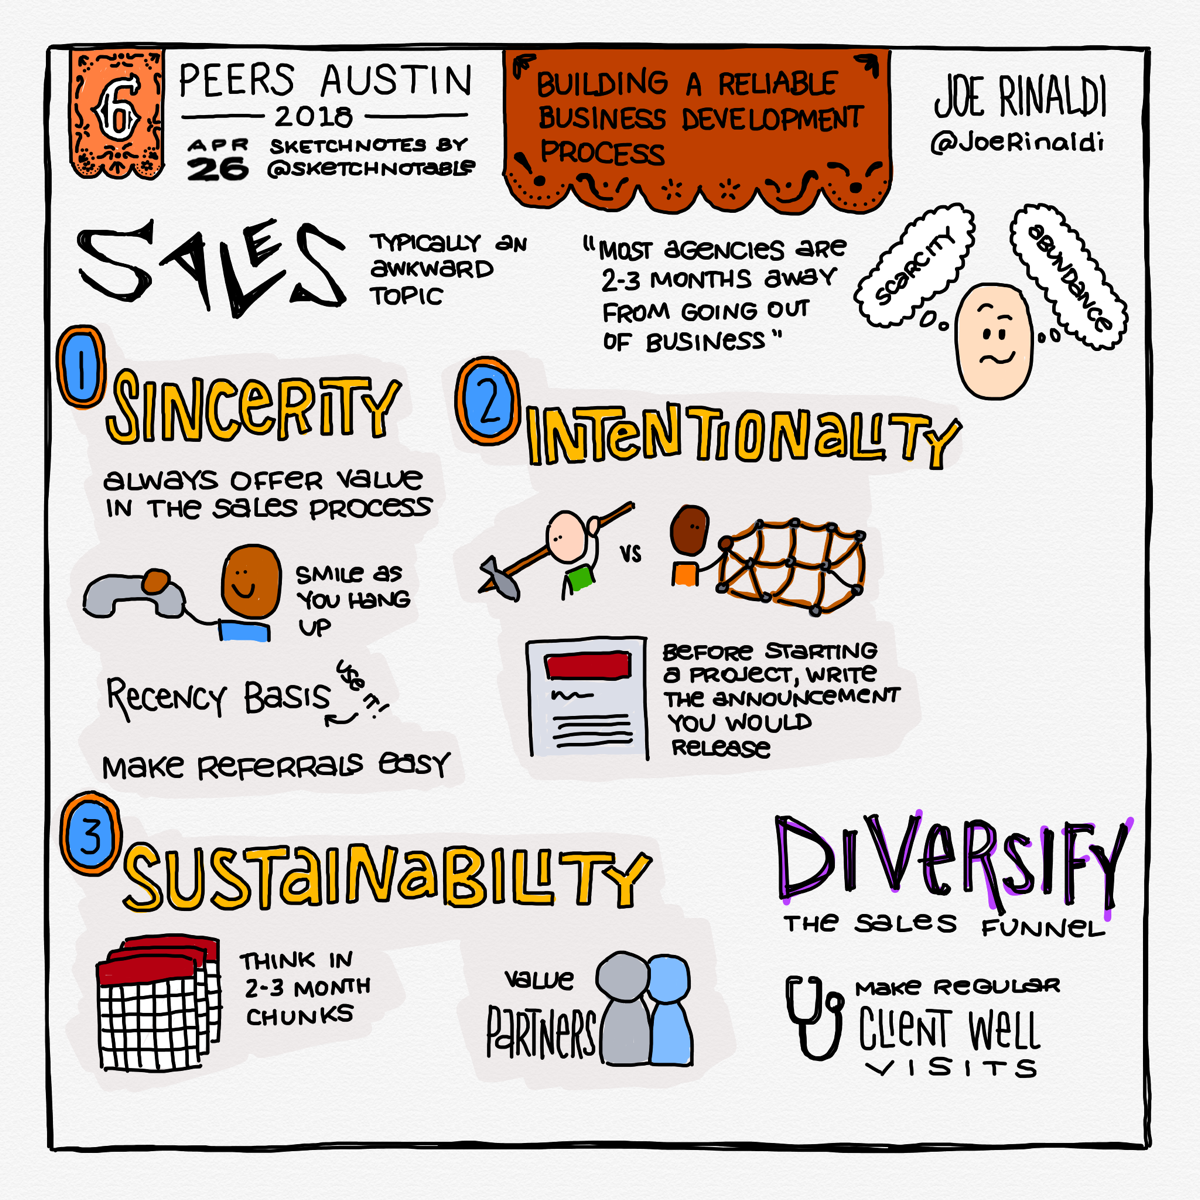 6
PEERS AUSTIN
2018
APR
26
SKETCHNOTES BY
@SKETCHNOTABLE
BUILDING A RELIABLE
BUSINESS DEVELOPMENT
PROCESS
JOE RINALDI
@JoeRinaldi
SALES
TYPICALLY AN
AWKWARD
TOPIC
"MOST AGENCIES ARE
2-3 MONTHS AWAY
FROM GOING OUT
OF BUSINESS"
SCARCITY
ABUNDANCE
1
SINCERITY
ALWAYS OFFER VALUE
IN THE SALES PROCESS
SMILE AS
YOU HANG
UP
RECENCY BASIS
USE IT!
MAKE REFERRALS EASY
2
INTENTIONALITY
VS
BEFORE STARTING
A PROJECT, WRITE
THE ANNOUNCEMENT
YOU WOULD
RELEASE
3
SUSTAINABILITY
THINK IN
2-3 MONTH
CHUNKS
VALUE
PARTNERS
DIVERSIFY
THE SALES FUNNEL
MAKE REGULAR
CLIENT WELL
VISITS